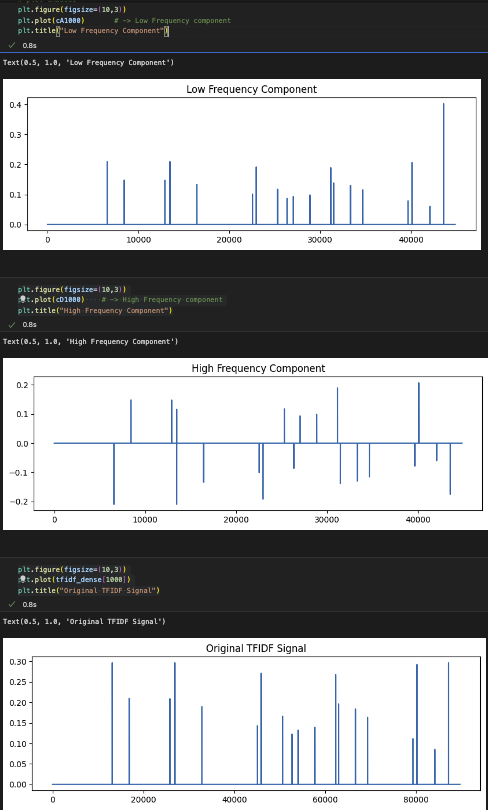 plt.figure(figsize=(10,3))
plt.plot(cA1000) # -> Low Frequency component
plt.title("Low Frequency Component")
✓ 0.8s
Text(0.5, 1.0, 'Low Frequency Component')
Low Frequency Component
0.4
0.3
0.2
0.1
0.0
0 10000 20000 30000 40000
plt.figure(figsize=(10,3))
plt.plot(cD1000) # -> High Frequency component
plt.title("High Frequency Component")
✓ 0.8s
Text(0.5, 1.0, 'High Frequency Component')
High Frequency Component
0.2
0.1
0.0
−0.1
−0.2
0 10000 20000 30000 40000
plt.figure(figsize=(10,3))
plt.plot(tfidf_dense[1000])
plt.title("Original TFIDF Signal")
✓ 0.8s
Text(0.5, 1.0, 'Original TFIDF Signal')
Original TFIDF Signal
0.30
0.25
0.20
0.15
0.10
0.05
0.00
0 20000 40000 60000 80000